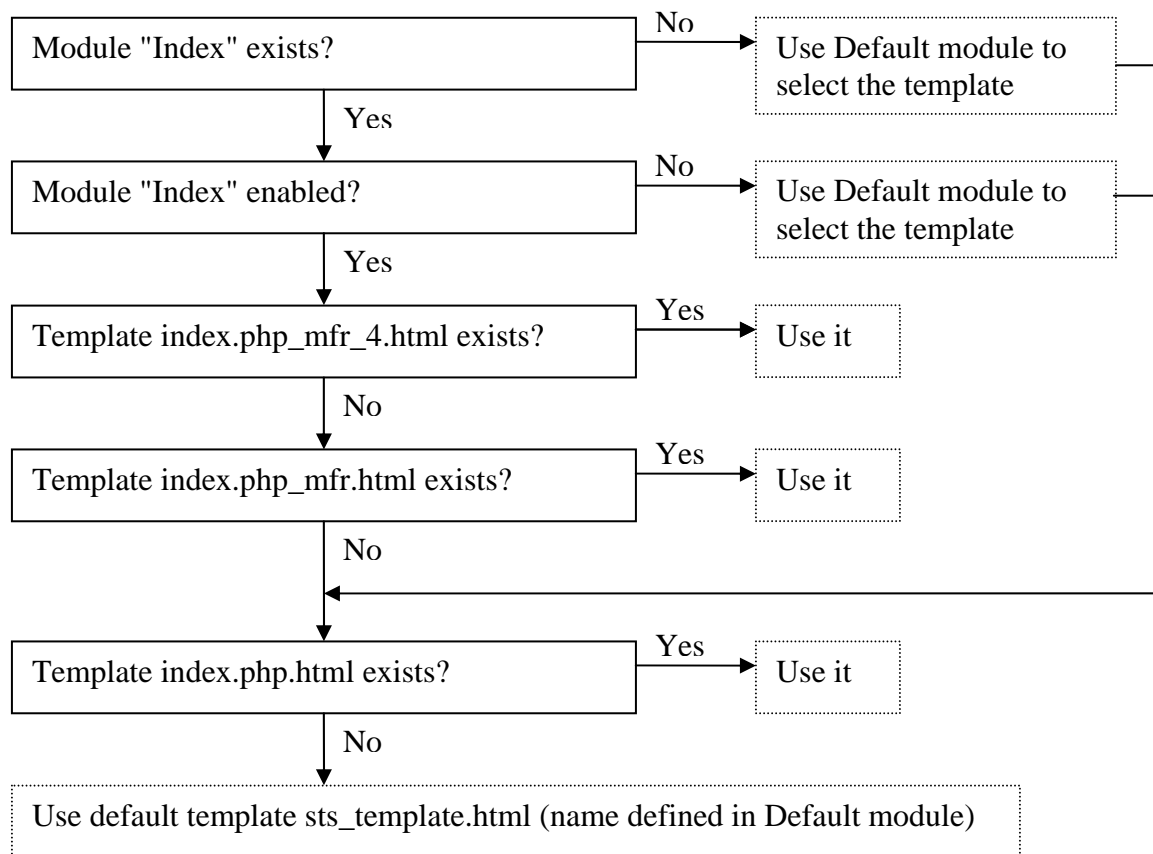 Module "Index" exists?
No
Use Default module to
select the template
Yes
Module "Index" enabled?
No
Use Default module to
select the template
Yes
Template index.php_mfr_4.html exists?
Yes
Use it
No
Template index.php_mfr.html exists?
Yes
Use it
No
Template index.php.html exists?
Yes
Use it
No
Use default template sts_template.html (name defined in Default module)